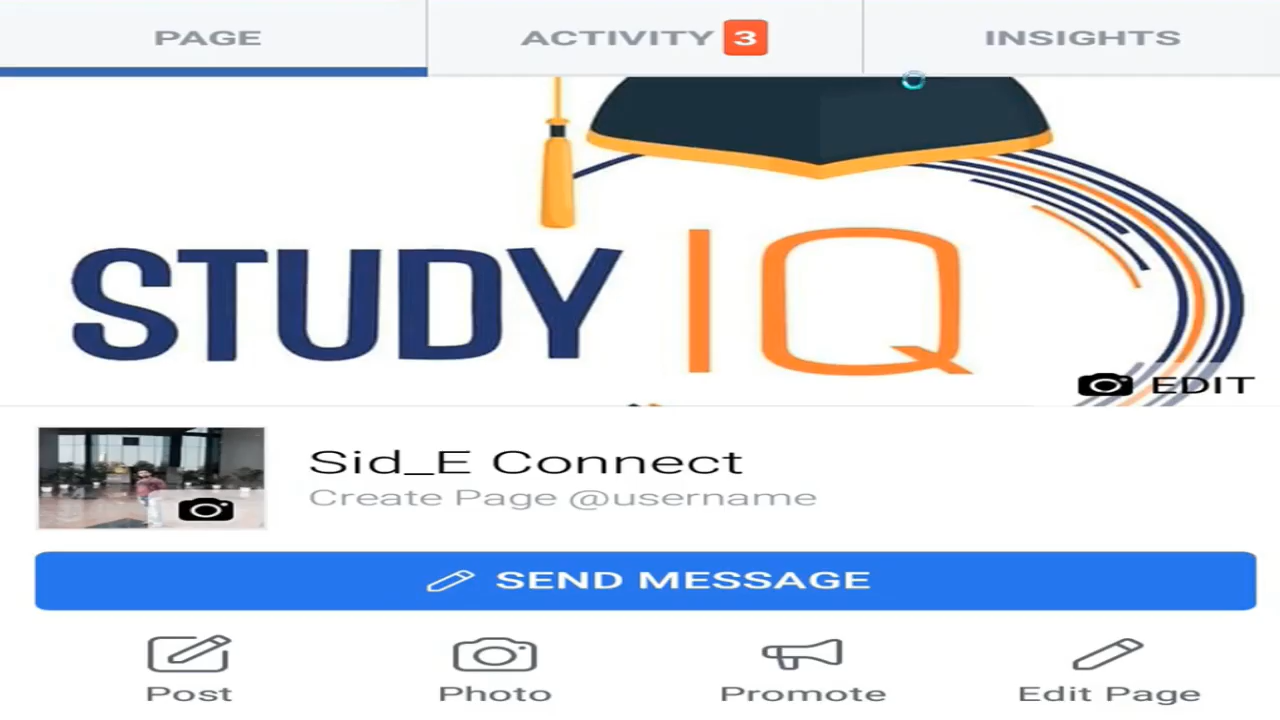 PAGE
ACTIVITY 3
INSIGHTS
STUDY IQ
EDIT
Sid_E Connect
Create Page @username
SEND MESSAGE
Post
Photo
Promote
Edit Page